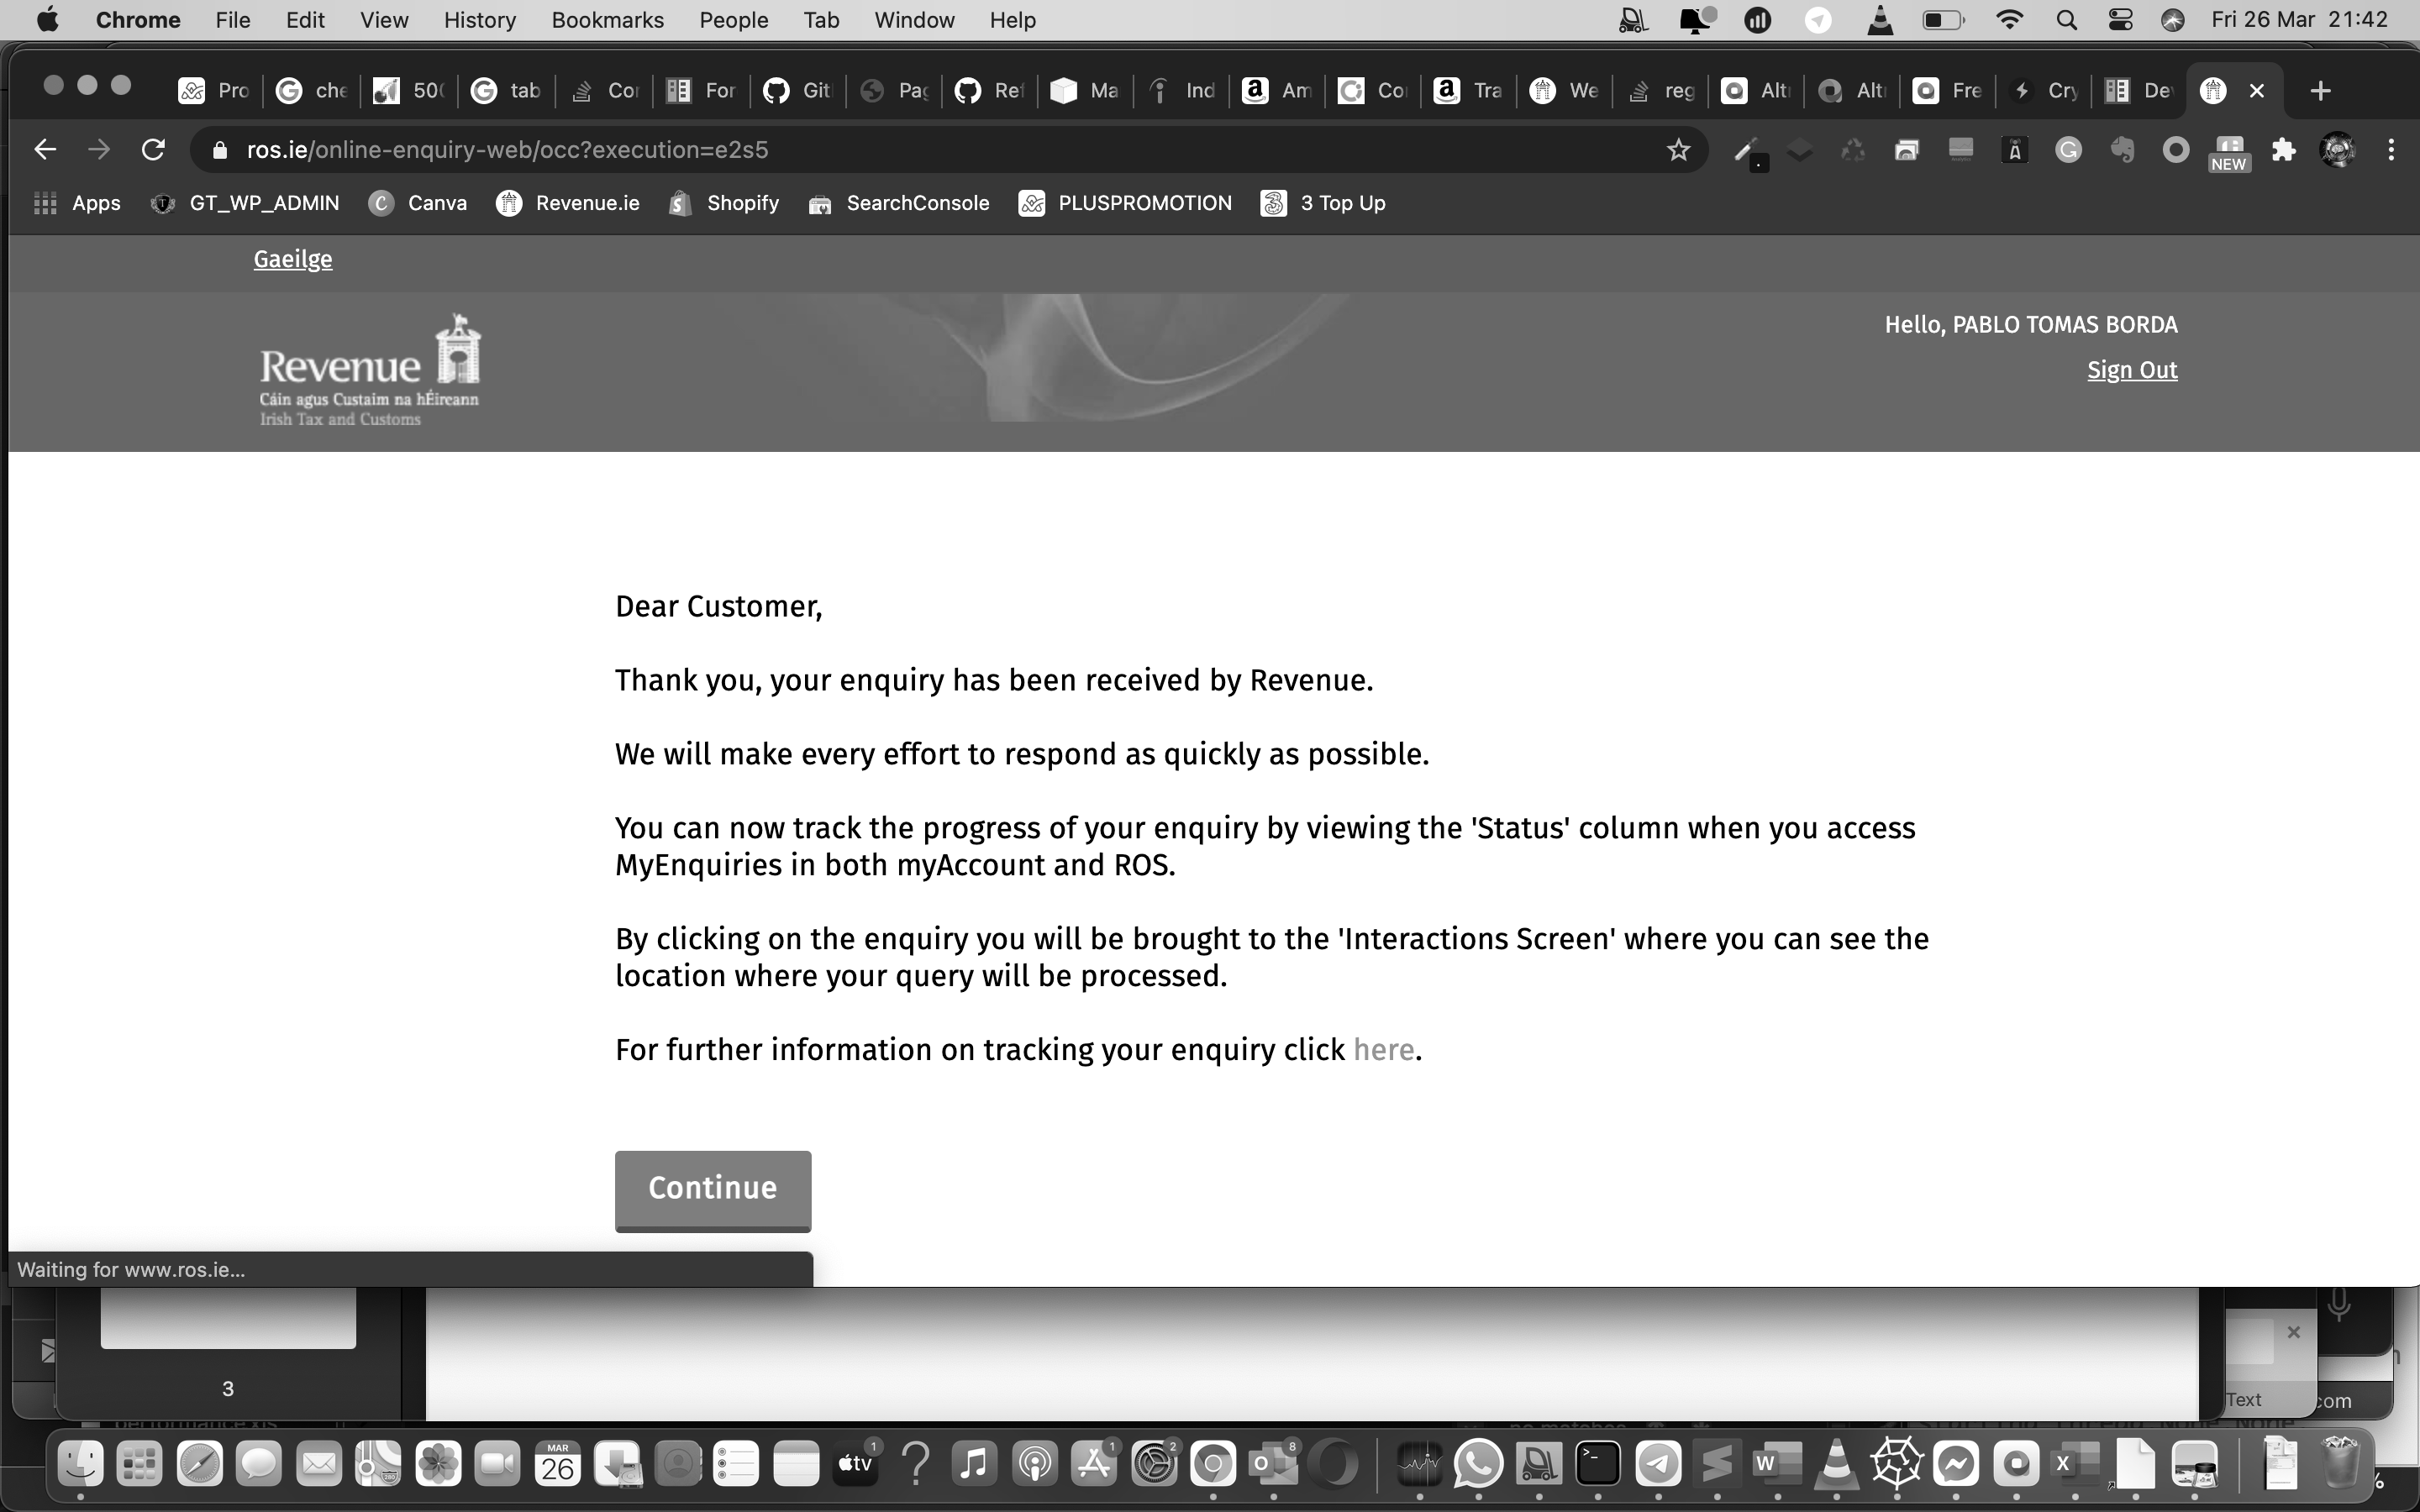 Chrome File Edit View History Bookmarks People Tab Window Help Fri 26 Mar 21:42
Pro che 50 tab Cor For Git Pag Ref Ma Ind Am Co Tra We reg Alt Alt Fre Cry De
ros.ie/online-enquiry-web/occ?execution=e2s5 NEW
Apps GT_WP_ADMIN Canva Revenue.ie Shopify SearchConsole PLUSPROMOTION 3 Top Up
Gaeilge
Hello, PABLO TOMAS BORDA
Sign Out
Revenue
Cáin agus Custaim na hÉireann
Irish Tax and Customs
Dear Customer,
Thank you, your enquiry has been received by Revenue.
We will make every effort to respond as quickly as possible.
You can now track the progress of your enquiry by viewing the 'Status' column when you access
MyEnquiries in both myAccount and ROS.
By clicking on the enquiry you will be brought to the 'Interactions Screen' where you can see the
location where your query will be processed.
For further information on tracking your enquiry click here.
Continue
Waiting for www.ros.ie...
3
Text
com
MAR
26
tv 1
1
2
8